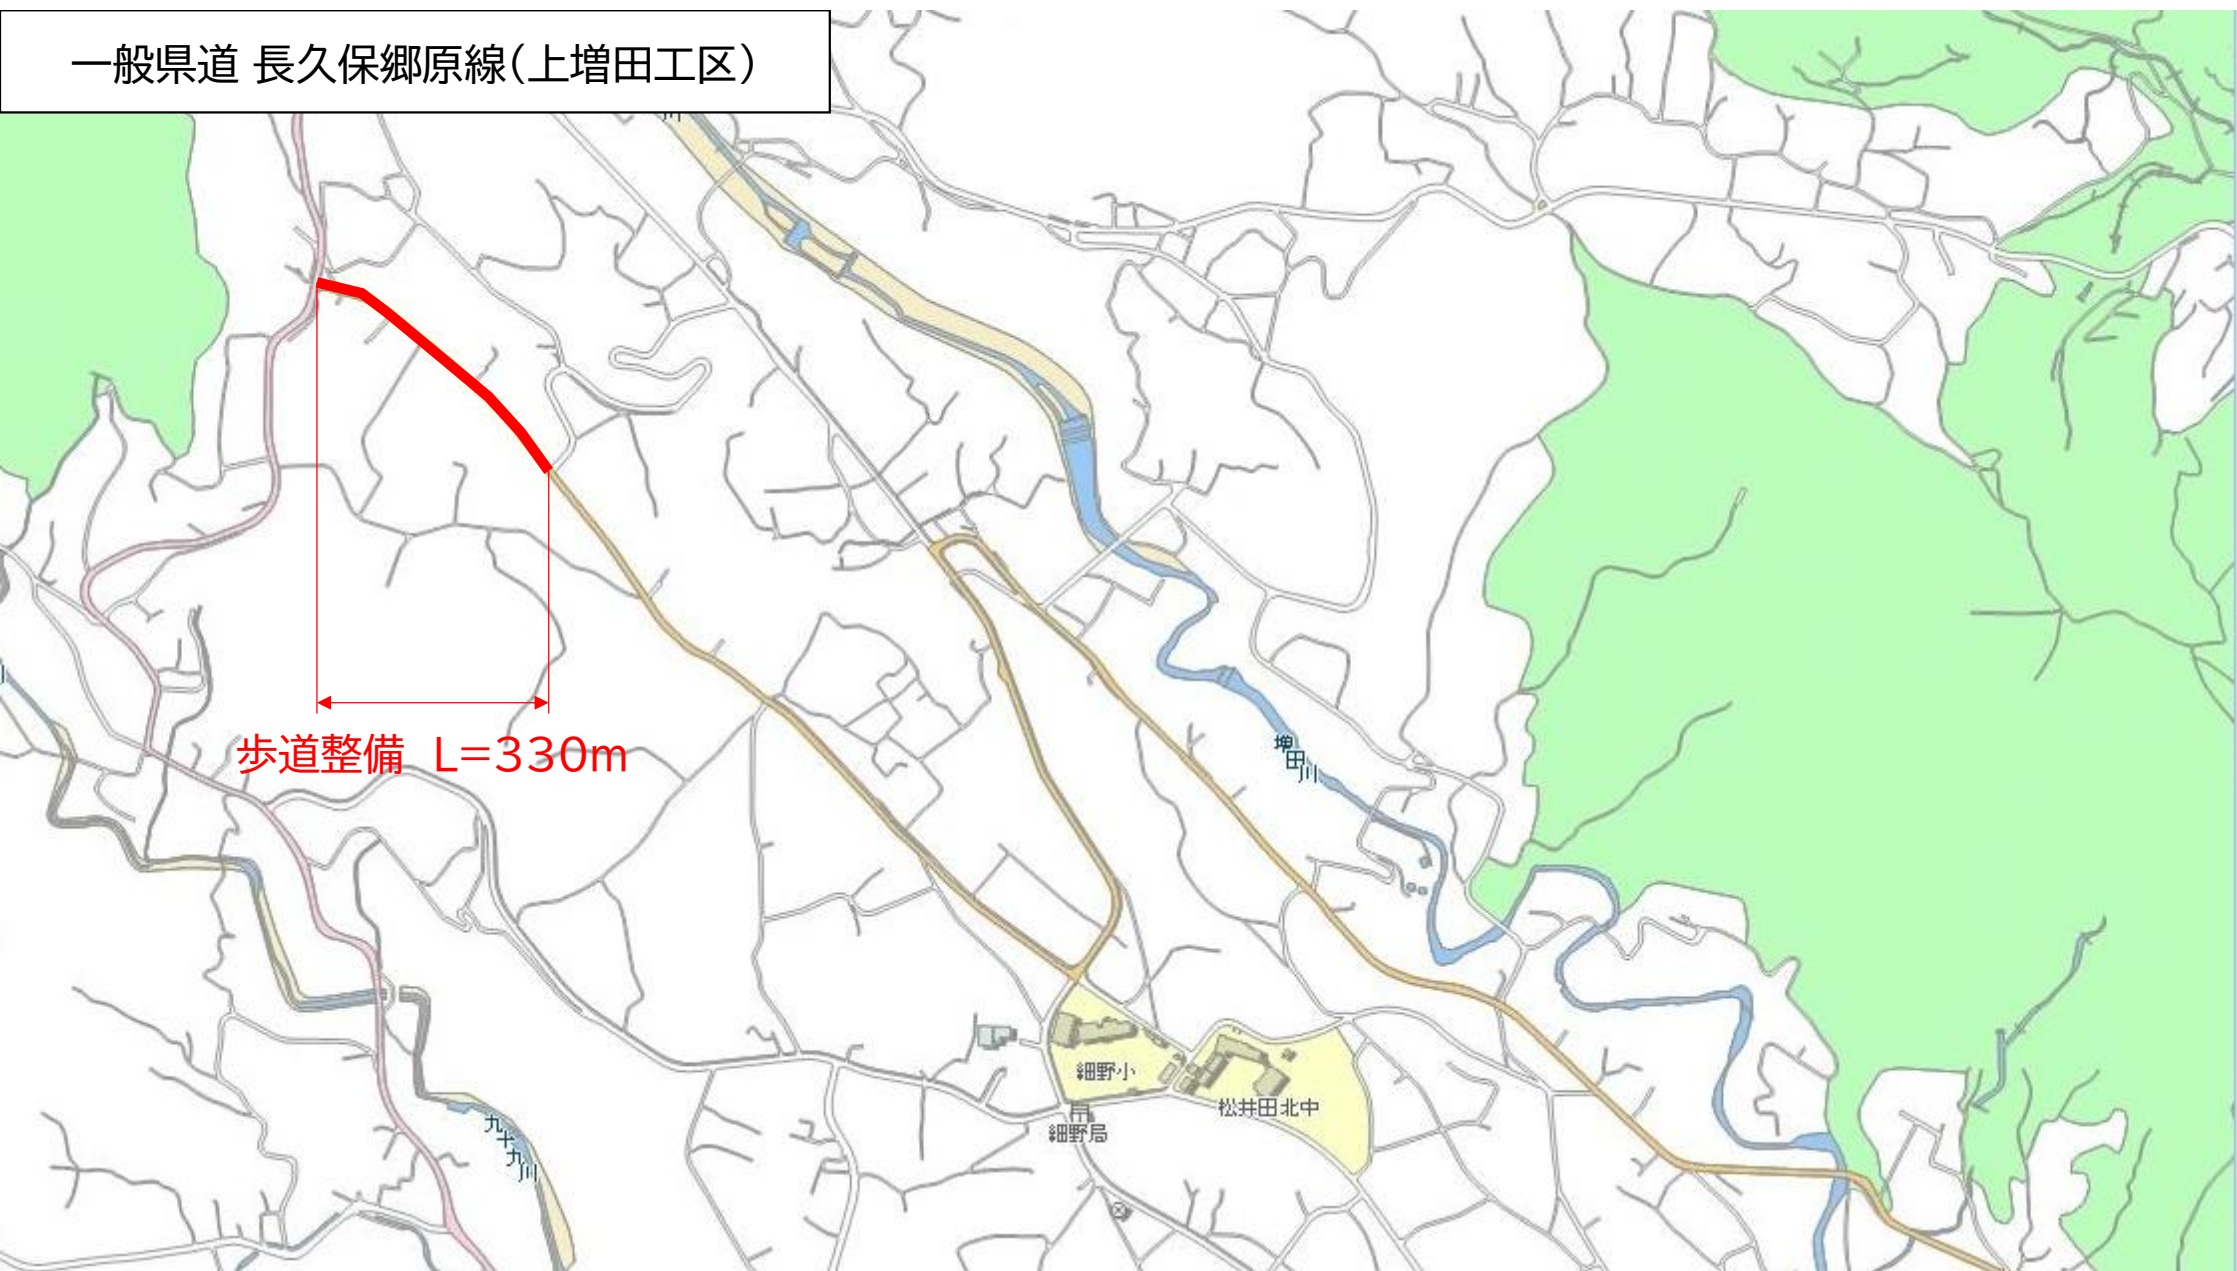 一般県道 長久保郷原線(上増田工区)
川
歩道整備 L=330m
増田川
細野小
松井田北中
細野局
九十九川